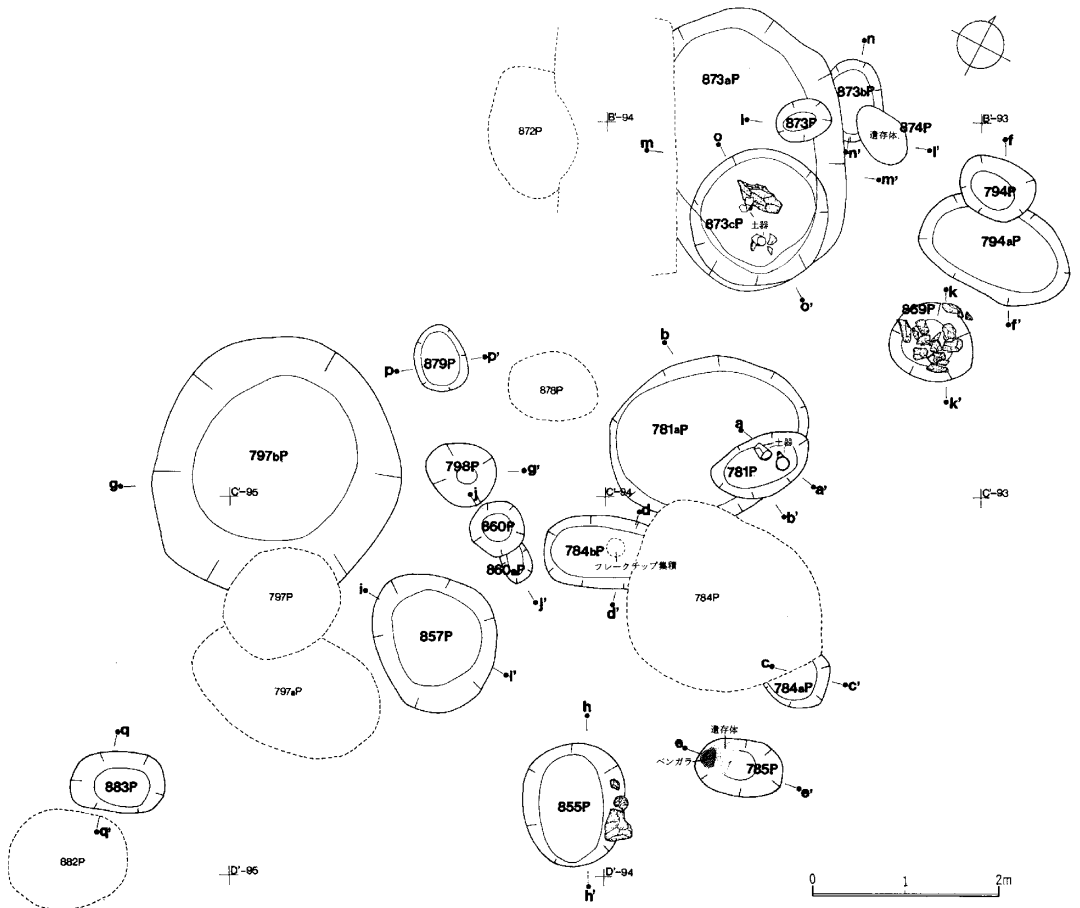 n
873aP
873bP
872P
B'-94
l
873P
874P
遺存体
B'-93
f
o
m
n'
l'
m'
794P
873cP
土器
794aP
o'
k
f'
869P
b
879P
p
p'
878P
k'
a
土器
781aP
797bP
798P
g'
781P
g
C'-95
j
C'-94
a'
C'-93
d
b'
860P
784bP
860aP
フレークチップ集積
i
j'
d'
797P
784P
857P
c
i'
784aP
c'
797aP
h
q
遺存体
e
ベンガラ
785P
883P
e'
855P
q'
882P
D'-95
D'-94
h'
0 1 2m